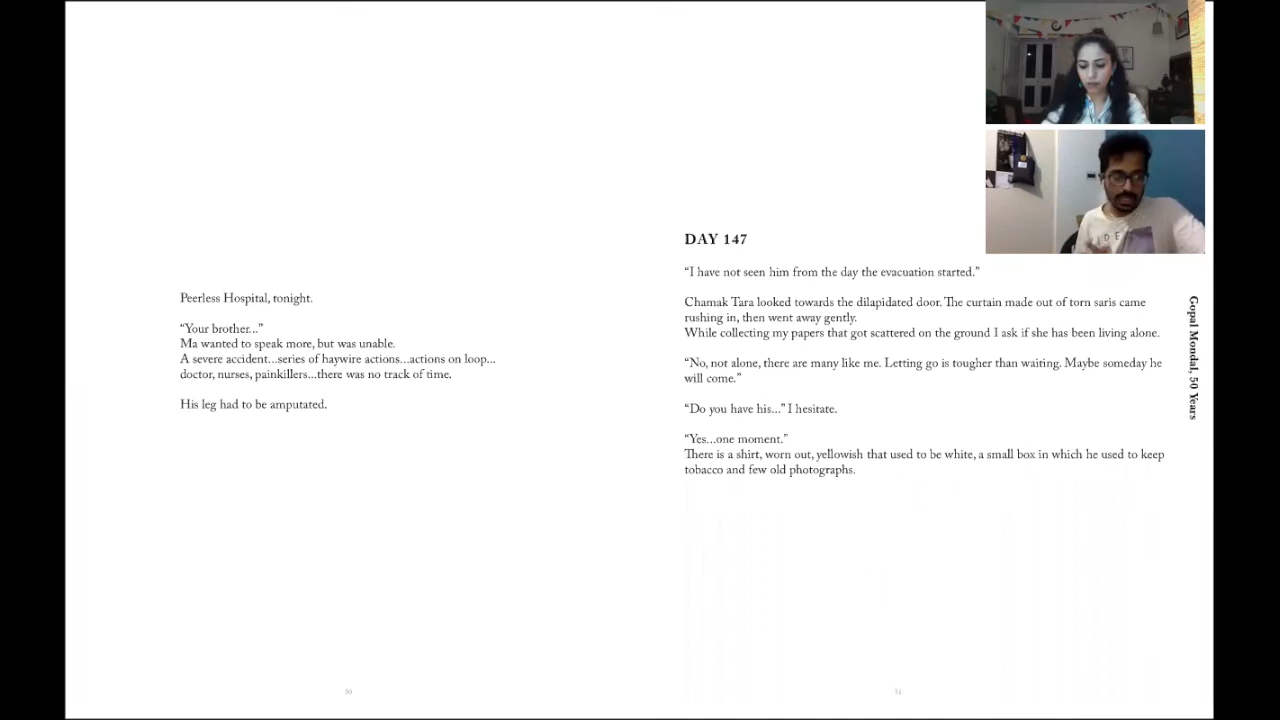 Peerless Hospital, tonight.
“Your brother...”
Ma wanted to speak more, but was unable.
A severe accident...series of haywire actions...actions on loop...
doctor, nurses, painkillers...there was no track of time.
His leg had to be amputated.
50
DAY 147
“I have not seen him from the day the evacuation started.”
Chamak Tara looked towards the dilapidated door. The curtain made out of torn saris came
rushing in, then went away gently.
While collecting my papers that got scattered on the ground I ask if she has been living alone.
“No, not alone, there are many like me. Letting go is tougher than waiting. Maybe someday he
will come.”
“Do you have his...” I hesitate.
“Yes...one moment.”
There is a shirt, worn out, yellowish that used to be white, a small box in which he used to keep
tobacco and few old photographs.
51
Gopal Mondal, 50 Years